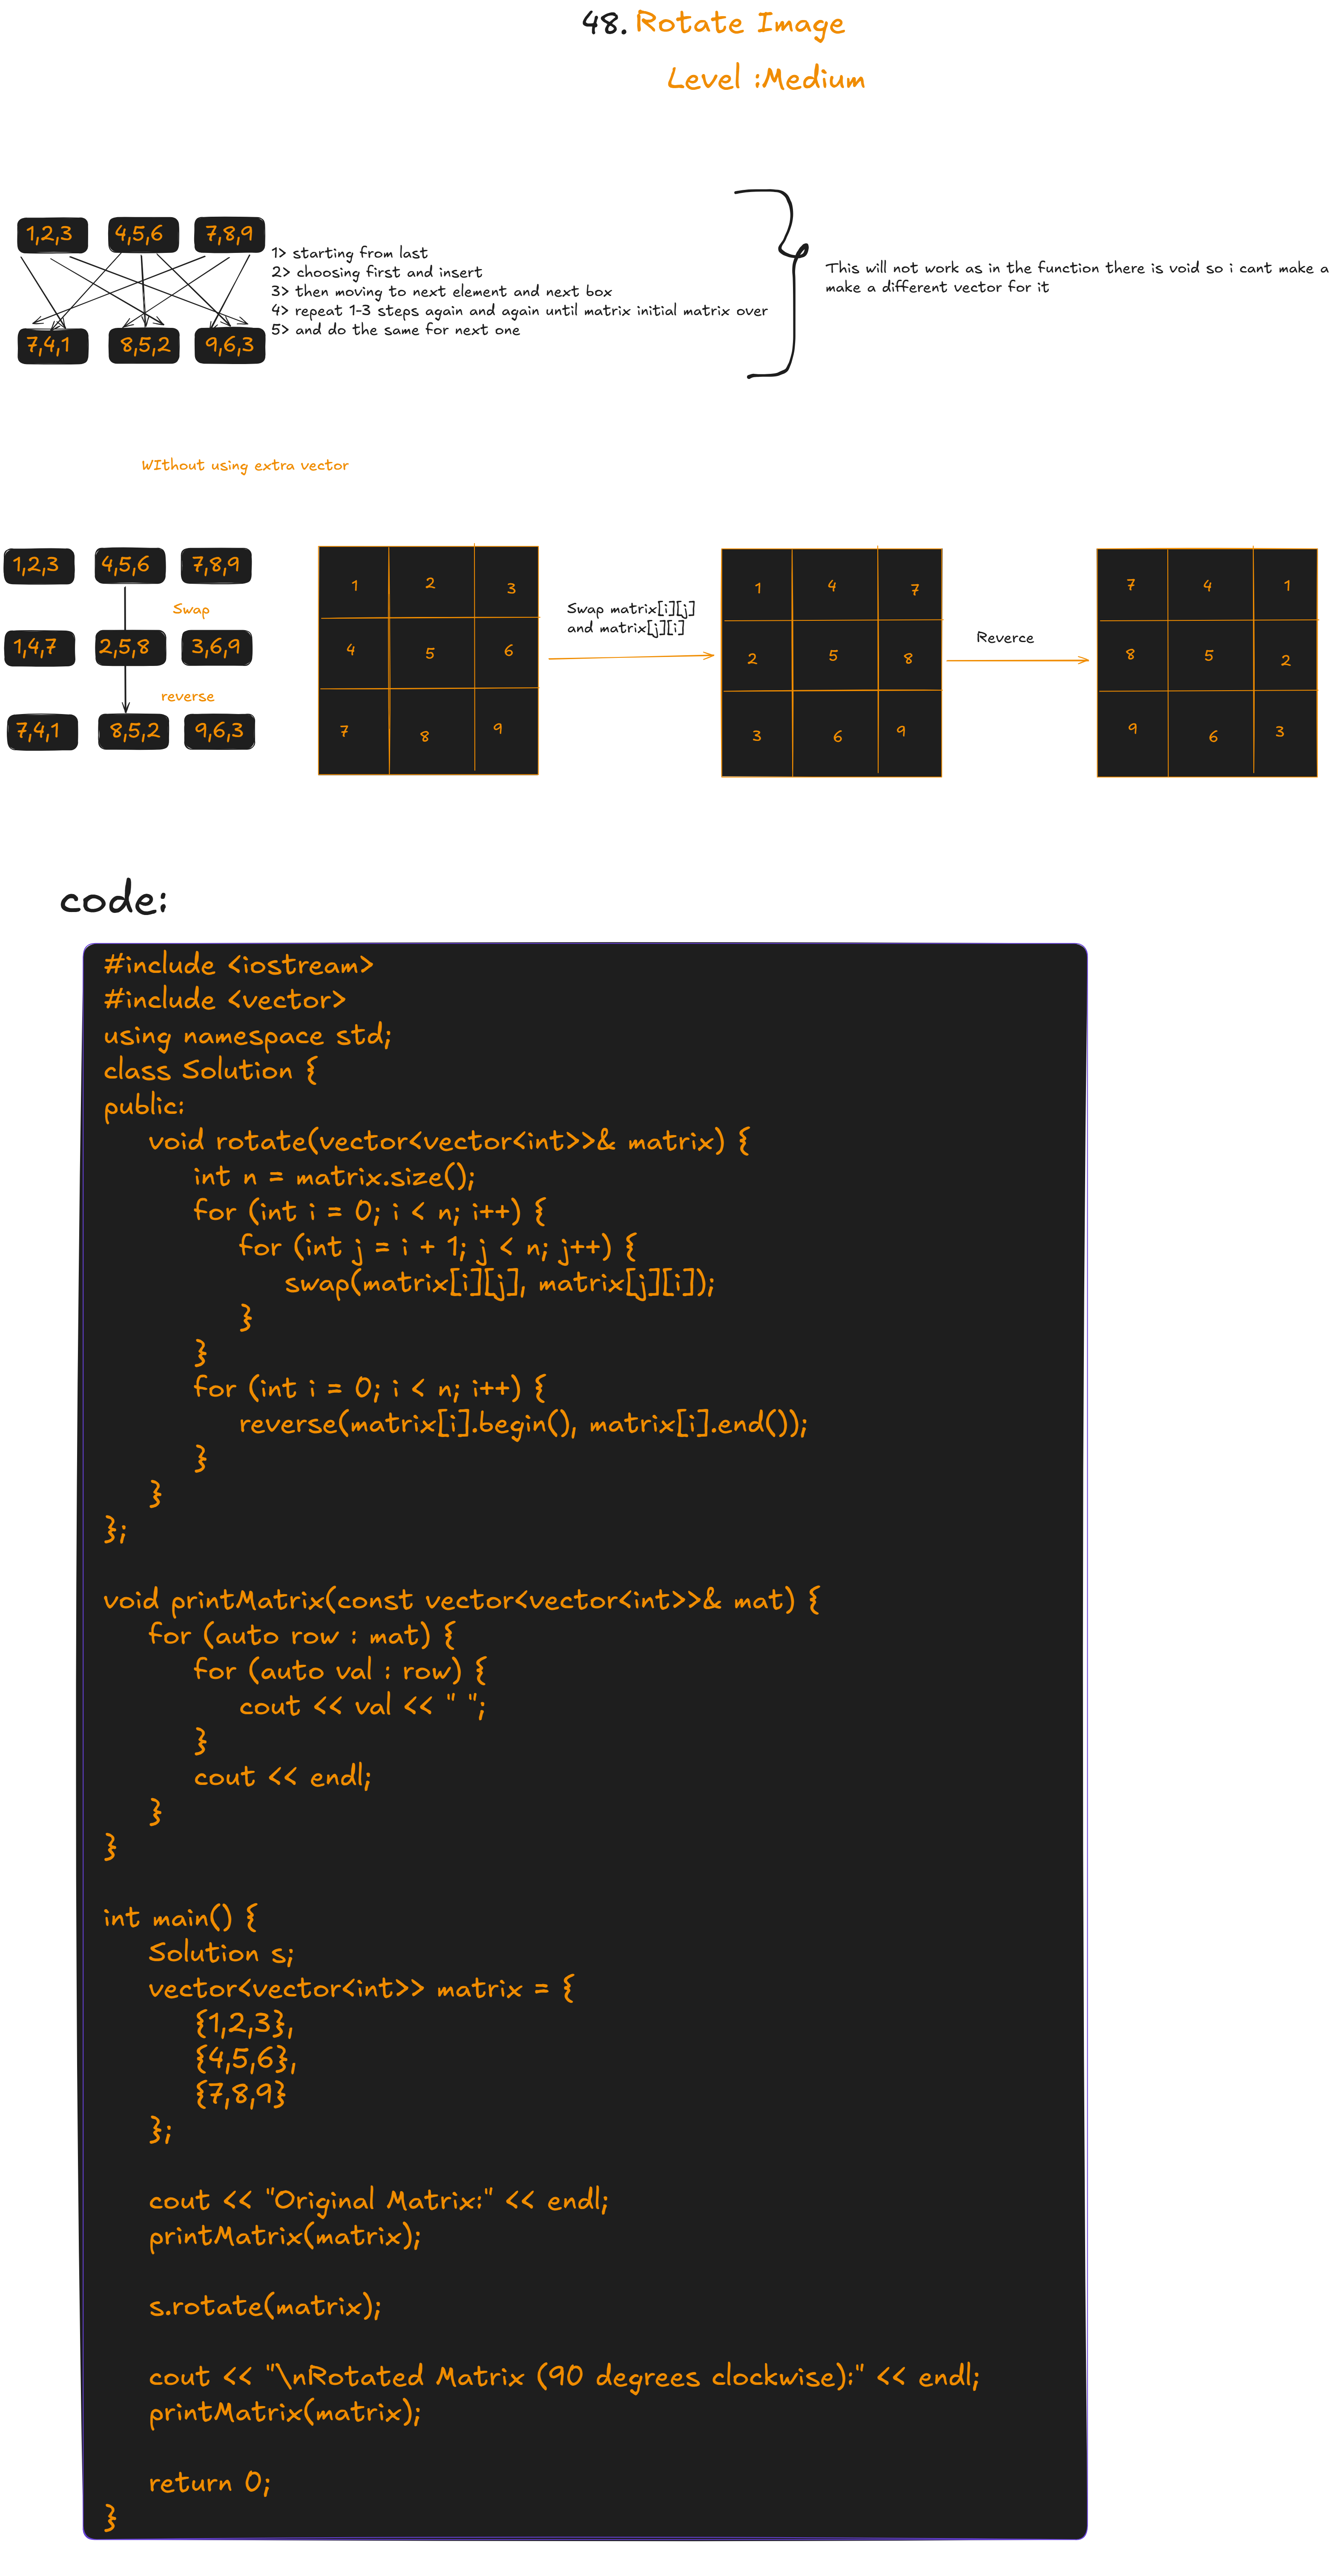 48. Rotate Image
Level :Medium
1,2,3 4,5,6 7,8,9
7,4,1 8,5,2 9,6,3
1> starting from last
2> choosing first and insert
3> then moving to next element and next box
4> repeat 1-3 steps again and again until matrix initial matrix over
5> and do the same for next one
This will not work as in the function there is void so i cant make a
make a different vector for it
WIthout using extra vector
1,2,3 4,5,6 7,8,9
Swap
1,4,7 2,5,8 3,6,9
reverse
7,4,1 8,5,2 9,6,3
1 2 3
4 5 6
7 8 9
Swap matrix[i][j]
and matrix[j][i]
1 4 7
2 5 8
3 6 9
Reverce
7 4 1
8 5 2
9 6 3
code:
#include <iostream>
#include <vector>
using namespace std;
class Solution {
public:
    void rotate(vector<vector<int>>& matrix) {
        int n = matrix.size();
        for (int i = 0; i < n; i++) {
            for (int j = i + 1; j < n; j++) {
                swap(matrix[i][j], matrix[j][i]);
            }
        }
        for (int i = 0; i < n; i++) {
            reverse(matrix[i].begin(), matrix[i].end());
        }
    }
};
void printMatrix(const vector<vector<int>>& mat) {
    for (auto row : mat) {
        for (auto val : row) {
            cout << val << " ";
        }
        cout << endl;
    }
}
int main() {
    Solution s;
    vector<vector<int>> matrix = {
        {1,2,3},
        {4,5,6},
        {7,8,9}
    };
    cout << "Original Matrix:" << endl;
    printMatrix(matrix);
    s.rotate(matrix);
    cout << "\nRotated Matrix (90 degrees clockwise):" << endl;
    printMatrix(matrix);
    return 0;
}